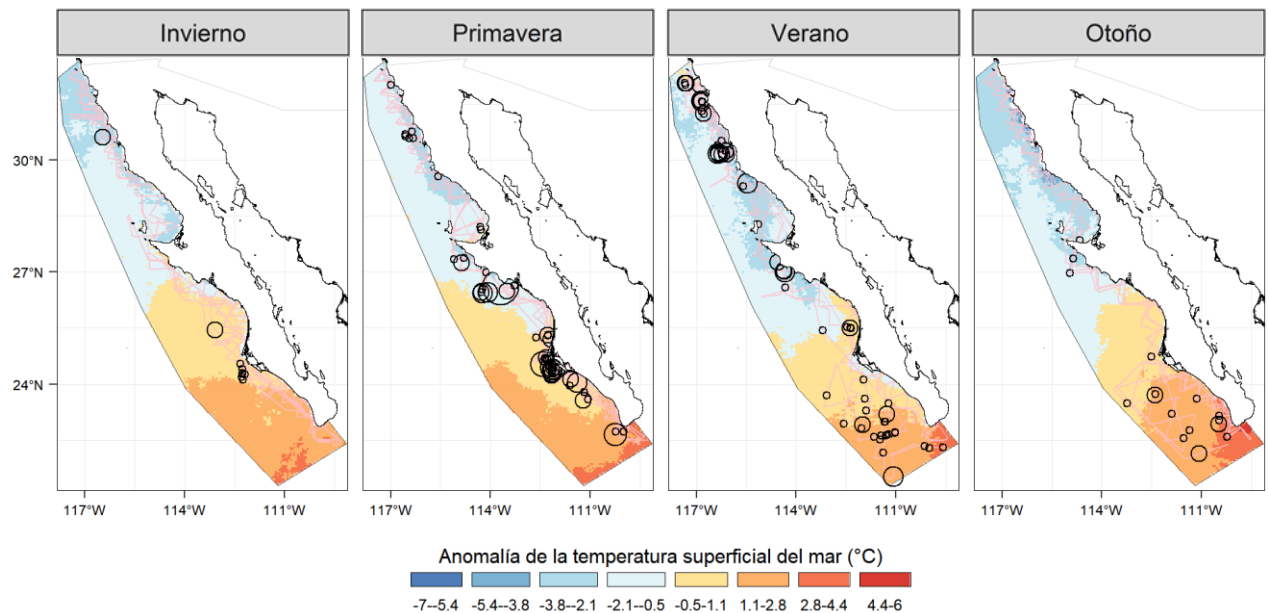 Invierno Primavera Verano Otoño
30°N
27°N
24°N
117°W 114°W 111°W 117°W 114°W 111°W 117°W 114°W 111°W 117°W 114°W 111°W
Anomalía de la temperatura superficial del mar (°C)
-7--5.4 -5.4--3.8 -3.8--2.1 -2.1--0.5 -0.5-1.1 1.1-2.8 2.8-4.4 4.4-6